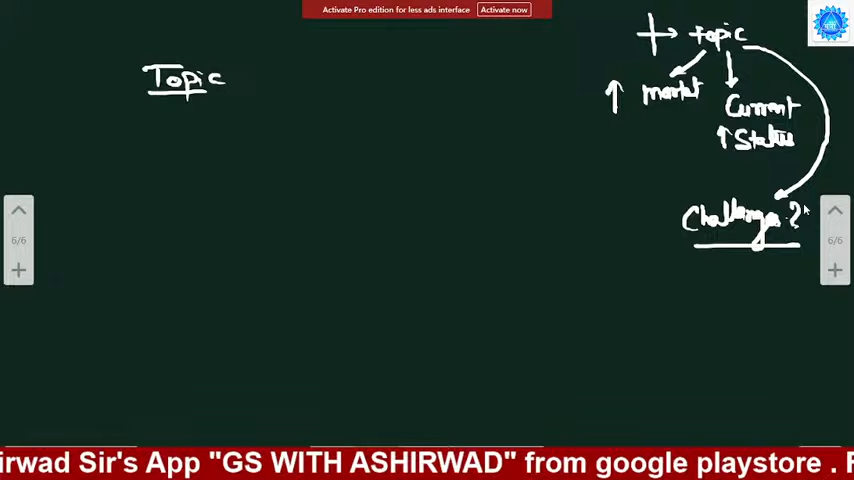 Activate Pro edition for less ads interface Activate now
Topic
topic
market
Current
Status
Challenges ?
6/6
6/6
irwad Sir's App "GS WITH ASHIRWAD" from google playstore . F